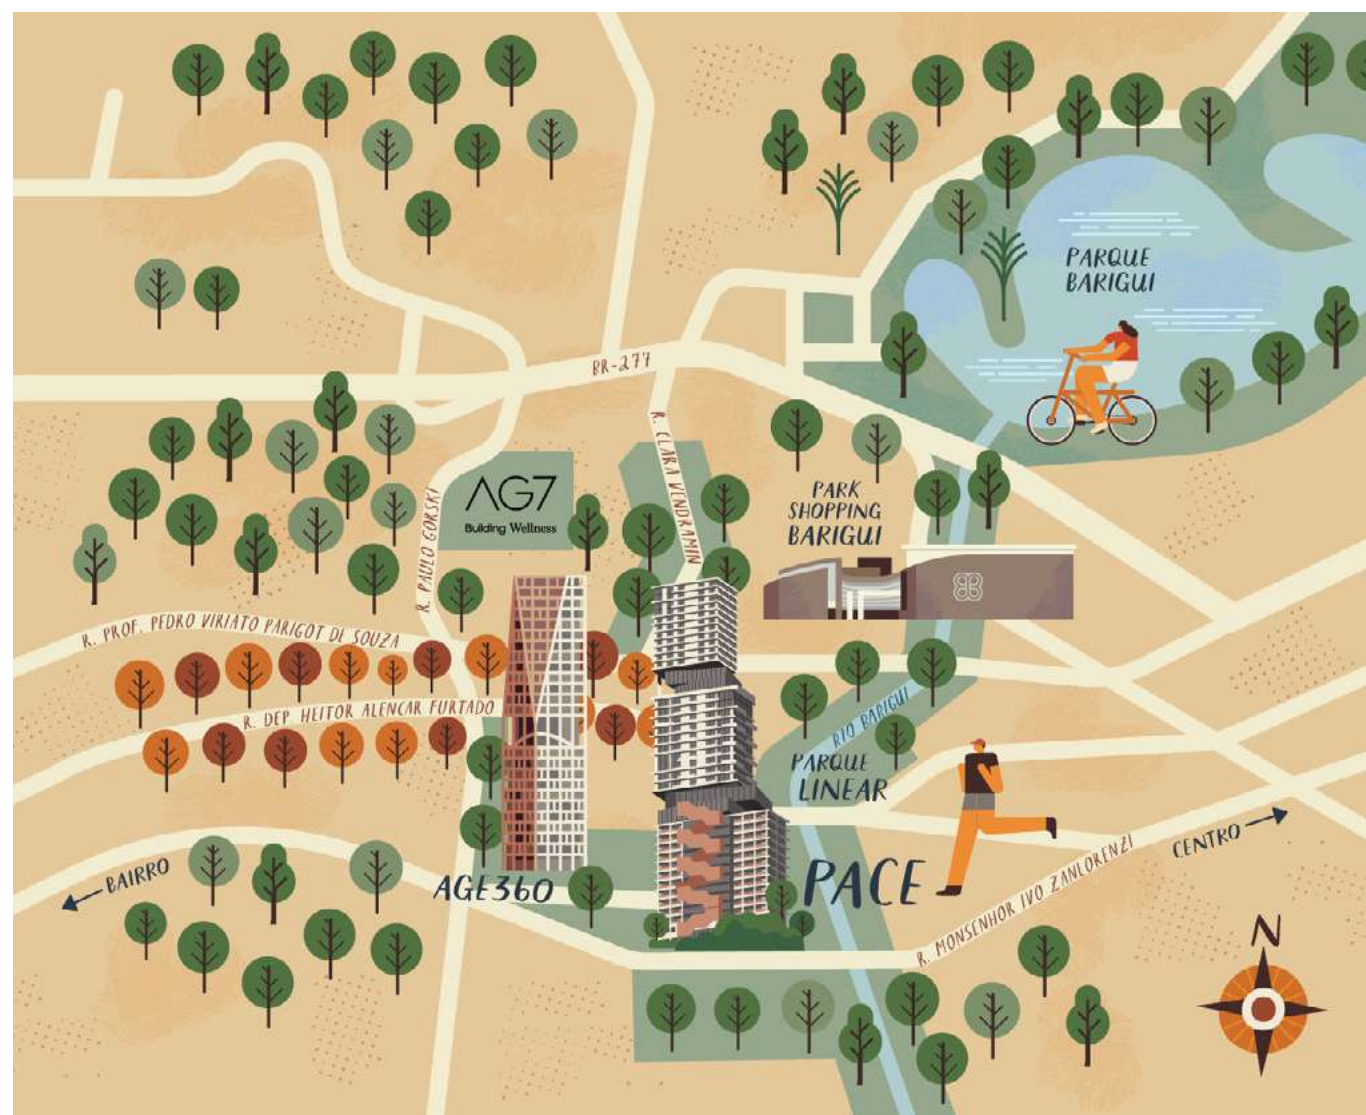 PARQUE
BARIGUI
BR-277
R. CLARA VENDRAMIN
AG7
Building Wellness
R. PAULO GORSKI
PARK
SHOPPING
BARIGUI
R. PROF. PEDRO VIRIATO PARIGOT DE SOUZA
R. DEP. HEITOR ALENCAR FURTADO
RIO BARIGUI
PARQUE
LINEAR
BAIRRO
AGE360
PACE
CENTRO
R. MONSENHOR IVO ZANLORENZI
N